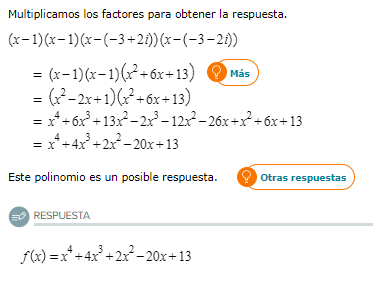 Multiplicamos los factores para obtener la respuesta.
(x−1)(x−1)(x−(−3+2i))(x−(−3−2i))
= (x−1)(x−1)(x²+6x+13) Más
= (x²−2x+1)(x²+6x+13)
= x⁴+6x³+13x²−2x³−12x²−26x+x²+6x+13
= x⁴+4x³+2x²−20x+13
Este polinomio es un posible respuesta. Otras respuestas
RESPUESTA
f(x)=x⁴+4x³+2x²−20x+13